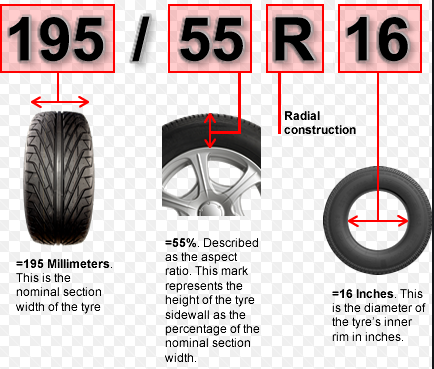 195 / 55 R 16
Radial
construction
=195 Millimeters.
This is the
nominal section
width of the tyre
=55%. Described
as the aspect
ratio. This mark
represents the
height of the tyre
sidewall as the
percentage of the
nominal section
width.
=16 Inches. This
is the diameter of
the tyre's inner
rim in inches.